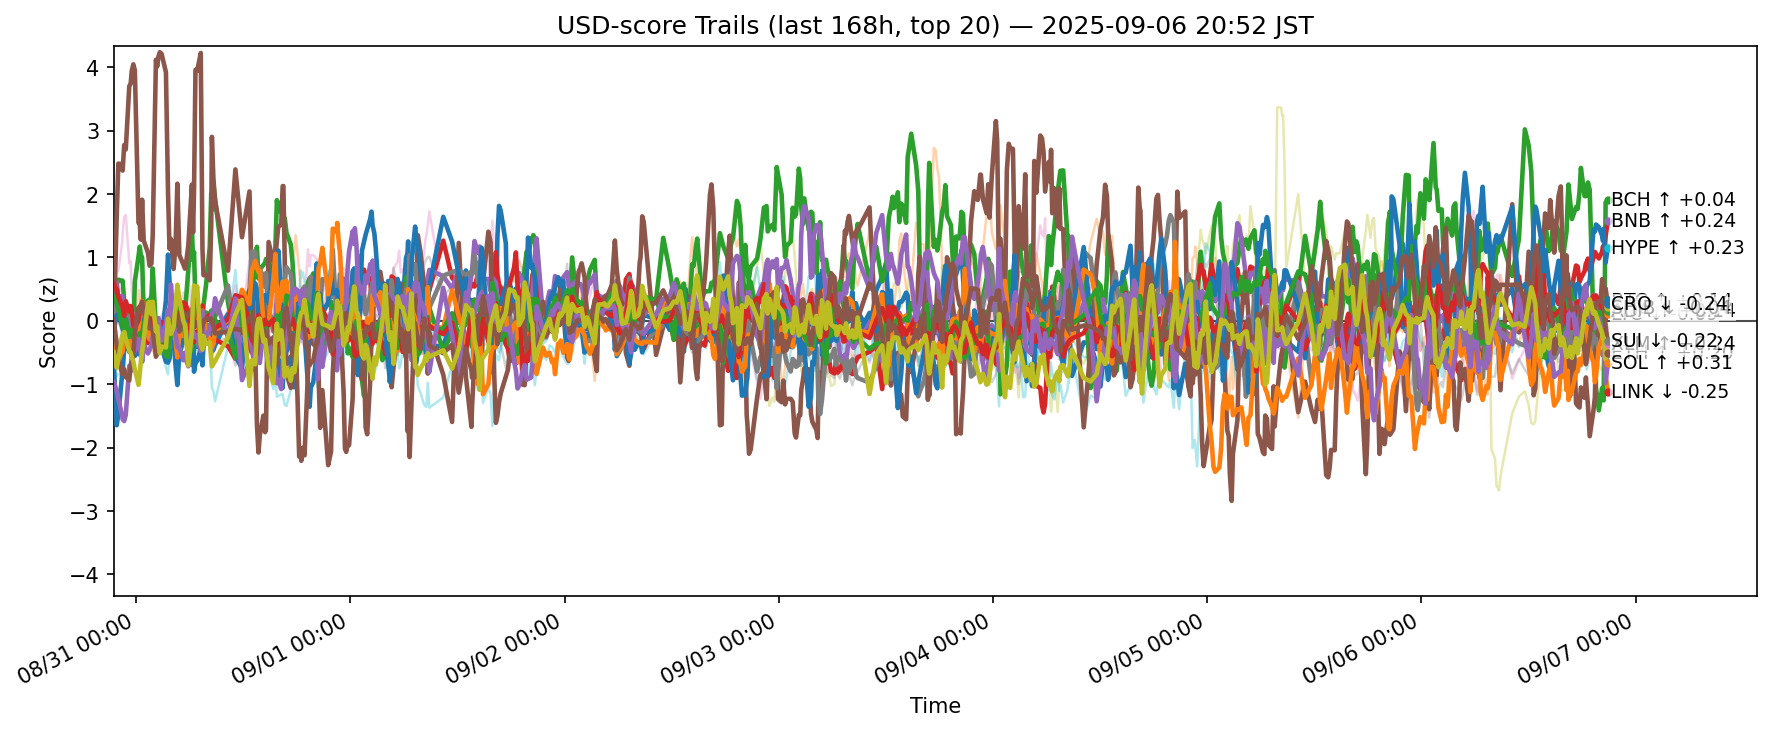 USD-score Trails (last 168h, top 20) — 2025-09-06 20:52 JST
Score (z)
4
3
2
1
0
−1
−2
−3
−4
BCH ↑ +0.04
BNB ↑ +0.24
HYPE ↑ +0.23
CRO ↓ -0.24
SUI ↓ -0.22
SOL ↑ +0.31
LINK ↓ -0.25
08/31 00:00
09/01 00:00
09/02 00:00
09/03 00:00
09/04 00:00
09/05 00:00
09/06 00:00
09/07 00:00
Time